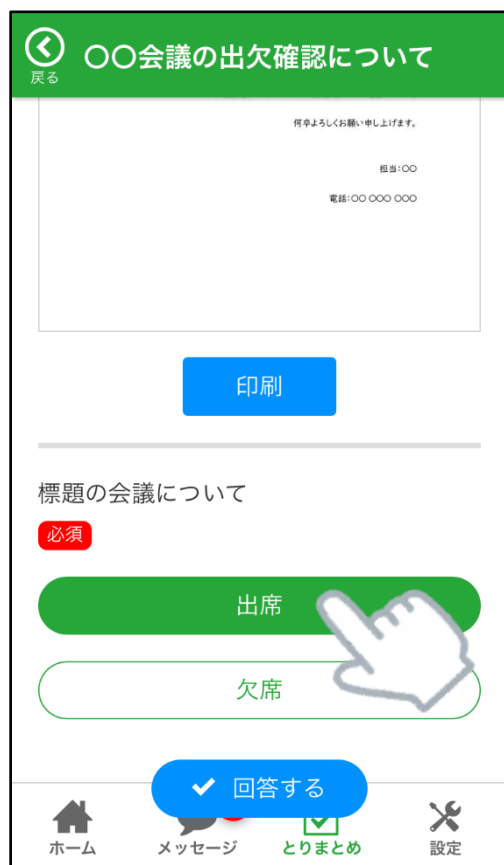 戻る
〇〇会議の出欠確認について
何卒よろしくお願い申し上げます。
担当:〇〇
電話:〇〇 〇〇〇 〇〇〇
印刷
標題の会議について
必須
出席
欠席
回答する
ホーム
メッセージ
とりまとめ
設定